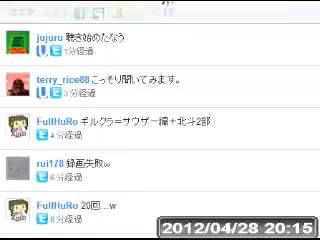 jujuru 聴き始めたなう
1分経過
terry_rice88 こっそり聞いてみます。
3分経過
FullHuRo ギルクラ＝サウザー編＋北斗2部
4分経過
rui178 録画失敗w
6分経過
FullHuRo 20回…w
8分経過
2012/04/28 20:15